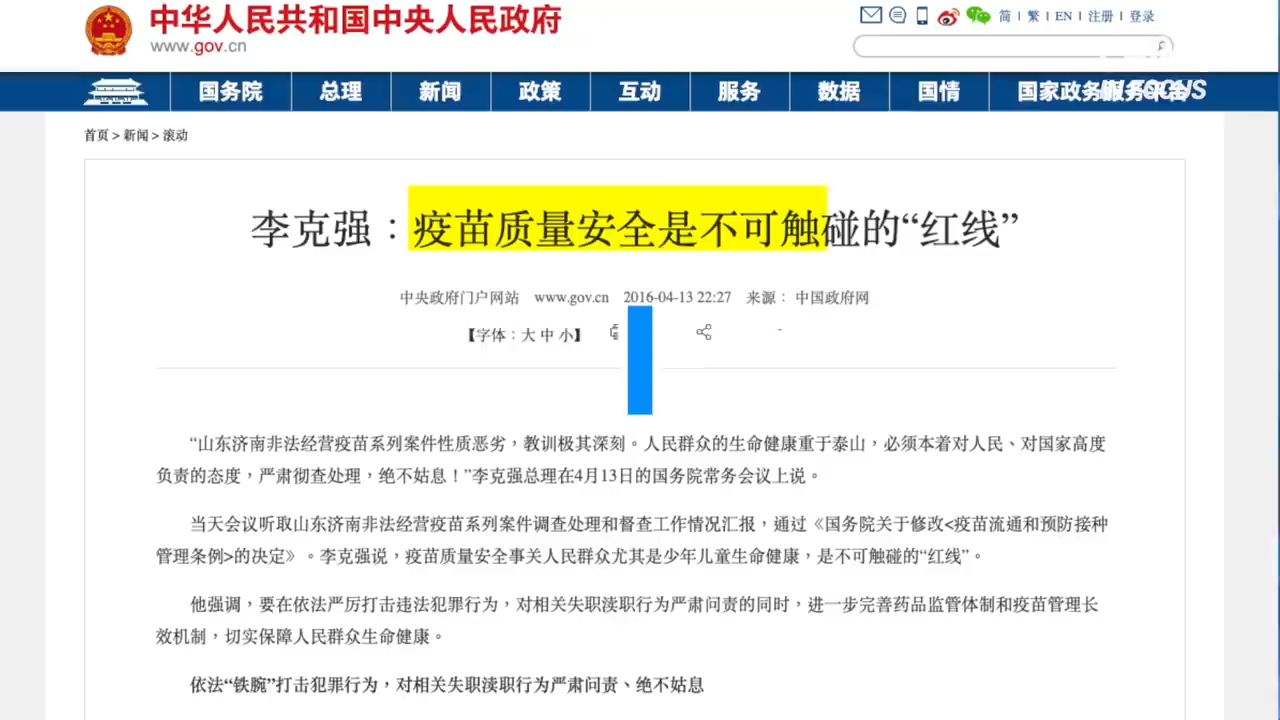 中华人民共和国中央人民政府
www.gov.cn
简 | 繁 | EN | 注册 | 登录
国务院 总理 新闻 政策 互动 服务 数据 国情 国家政务服务平台
IN FOCUS
首页 > 新闻 > 滚动
李克强：疫苗质量安全是不可触碰的“红线”
中央政府门户网站 www.gov.cn 2016-04-13 22:27 来源： 中国政府网
【字体：大 中 小】
“山东济南非法经营疫苗系列案件性质恶劣，教训极其深刻。人民群众的生命健康重于泰山，必须本着对人民、对国家高度
负责的态度，严肃彻查处理，绝不姑息！”李克强总理在4月13日的国务院常务会议上说。
当天会议听取山东济南非法经营疫苗系列案件调查处理和督查工作情况汇报，通过《国务院关于修改<疫苗流通和预防接种
管理条例>的决定》。李克强说，疫苗质量安全事关人民群众尤其是少年儿童生命健康，是不可触碰的“红线”。
他强调，要在依法严厉打击违法犯罪行为，对相关失职渎职行为严肃问责的同时，进一步完善药品监管体制和疫苗管理长
效机制，切实保障人民群众生命健康。
依法“铁腕”打击犯罪行为，对相关失职渎职行为严肃问责、绝不姑息